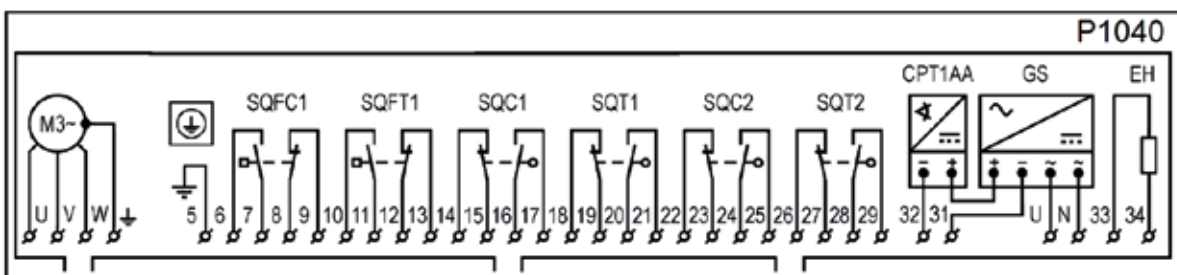 P1040
CPT1AA GS EH
SQFC1 SQFT1 SQC1 SQT1 SQC2 SQT2
M3~
− + + − ~ ~
U V W 5 6 7 8 9 10 11 12 13 14 15 16 17 18 19 20 21 22 23 24 25 26 27 28 29 32 31 U N 33 34